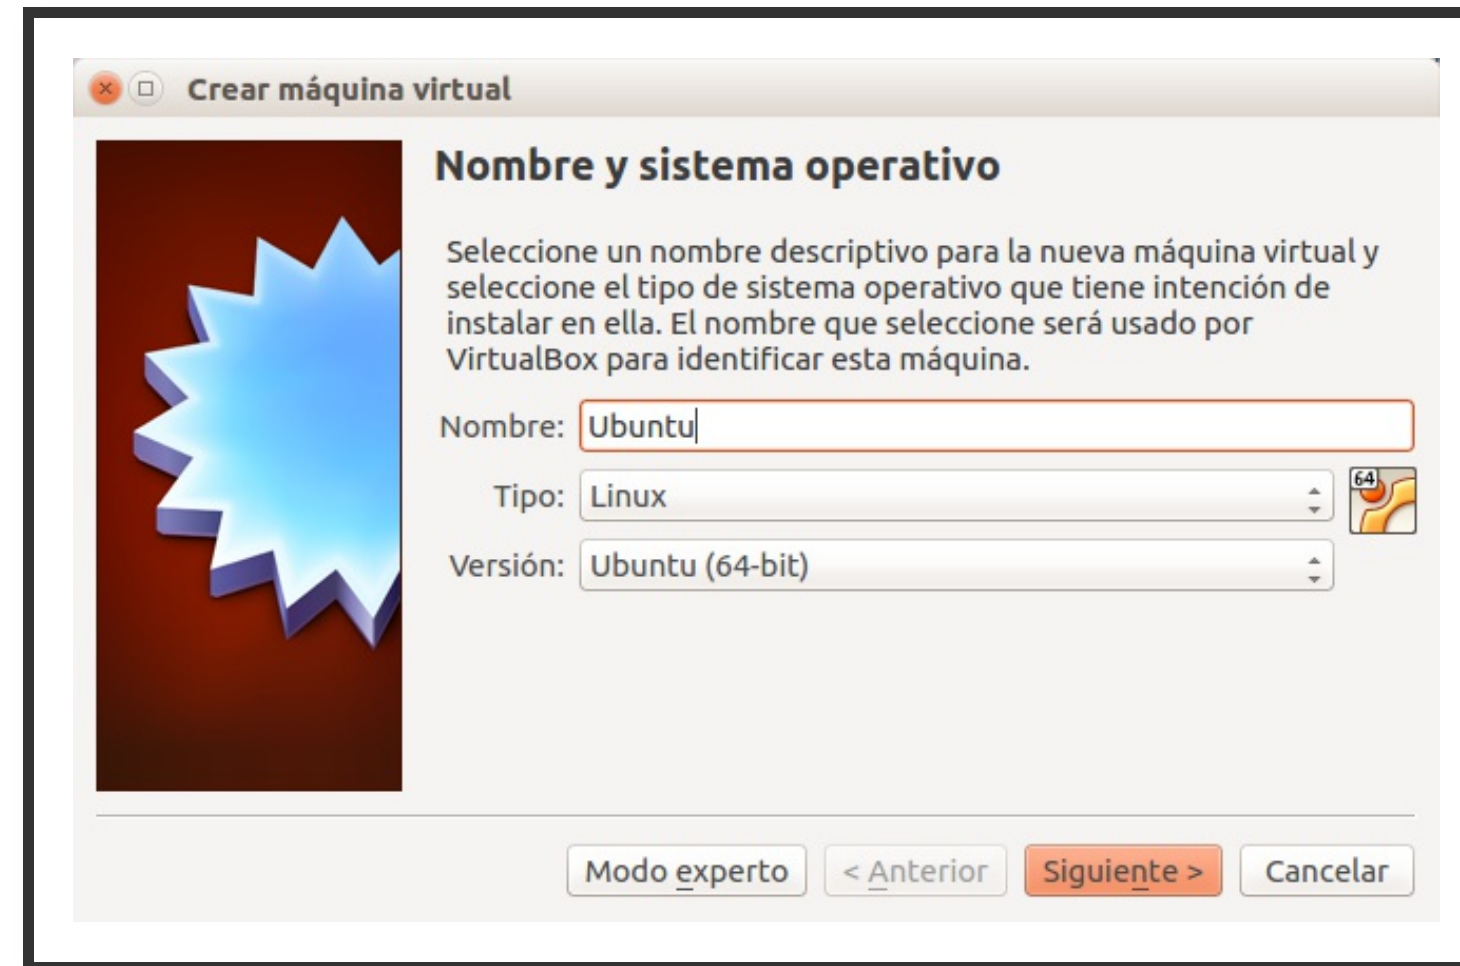 Crear máquina virtual
Nombre y sistema operativo
Seleccione un nombre descriptivo para la nueva máquina virtual y
seleccione el tipo de sistema operativo que tiene intención de
instalar en ella. El nombre que seleccione será usado por
VirtualBox para identificar esta máquina.
Nombre: Ubuntu
Tipo: Linux
64
Versión: Ubuntu (64-bit)
Modo experto < Anterior Siguiente > Cancelar